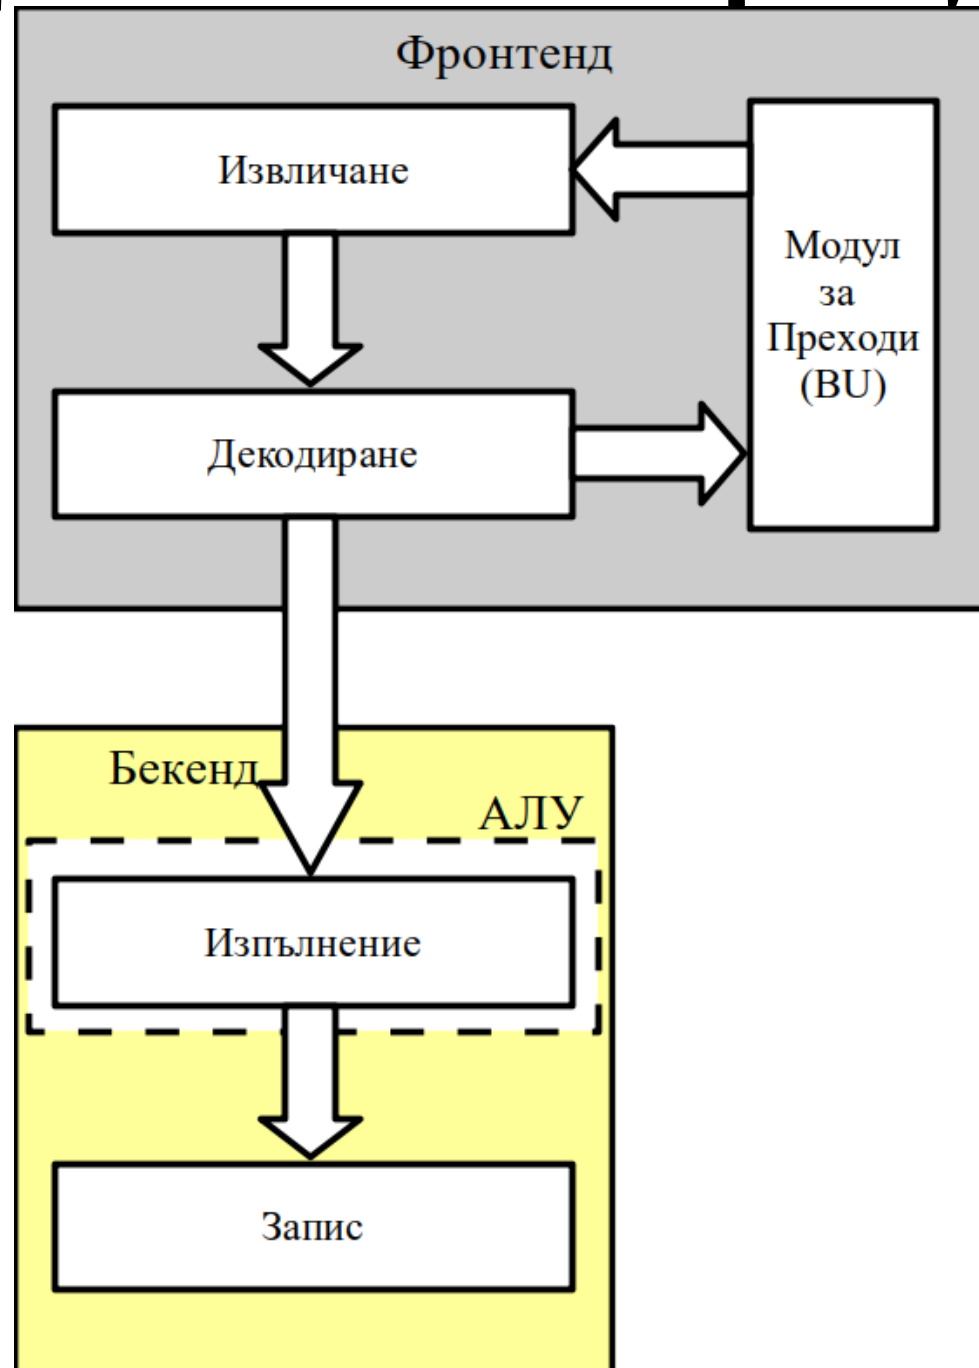 Фронтенд
Извличане
Модул
за
Преходи
(BU)
Декодиране
Бекенд
АЛУ
Изпълнение
Запис